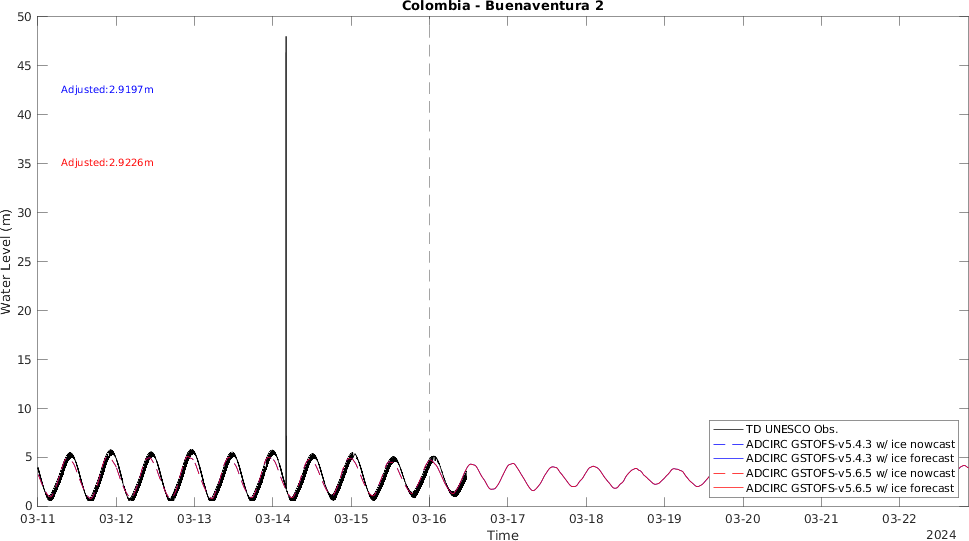 Colombia - Buenaventura 2
50
45
40
35
30
25
20
15
10
5
0
Water Level (m)
Adjusted:2.9197m
Adjusted:2.9226m
TD UNESCO Obs.
ADCIRC GSTOFS-v5.4.3 w/ ice nowcast
ADCIRC GSTOFS-v5.4.3 w/ ice forecast
ADCIRC GSTOFS-v5.6.5 w/ ice nowcast
ADCIRC GSTOFS-v5.6.5 w/ ice forecast
03-11 03-12 03-13 03-14 03-15 03-16 03-17 03-18 03-19 03-20 03-21 03-22
Time
2024